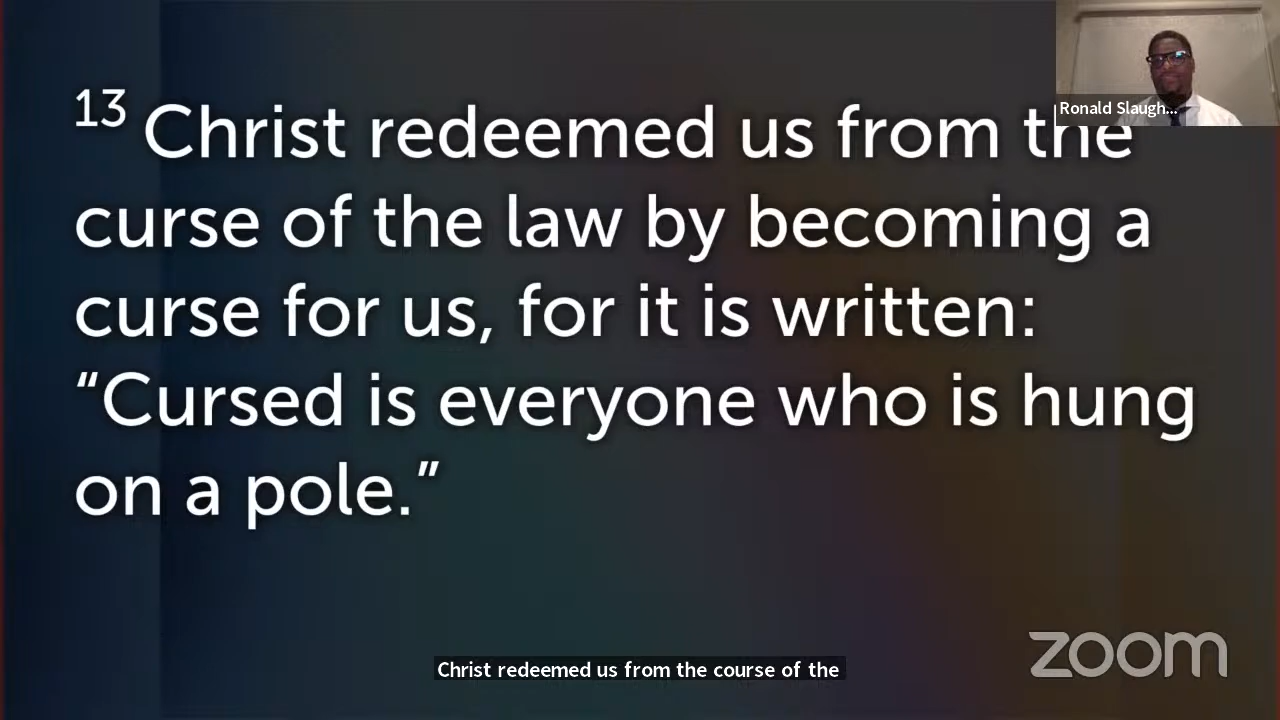 13 Christ redeemed us from the
curse of the law by becoming a
curse for us, for it is written:
“Cursed is everyone who is hung
on a pole.”
Ronald Slaugh...
Christ redeemed us from the course of the
zoom